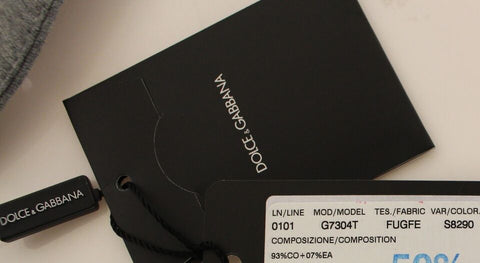 DOLCE & GABBANA
DOLCE & GABBANA
LN/LINE MOD/MODEL TES./FABRIC VAR/COLOR.
0101 G7304T FUGFE S8290
COMPOSIZIONE/COMPOSITION
93%CO+07%EA
50%